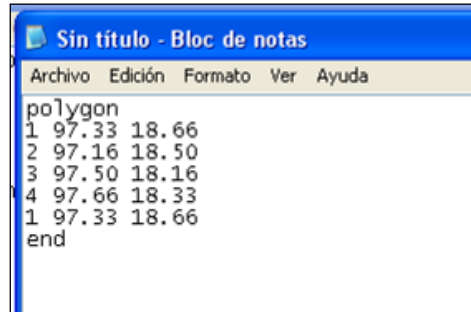 Sin título - Bloc de notas
Archivo Edición Formato Ver Ayuda
polygon
1 97.33 18.66
2 97.16 18.50
3 97.50 18.16
4 97.66 18.33
1 97.33 18.66
end